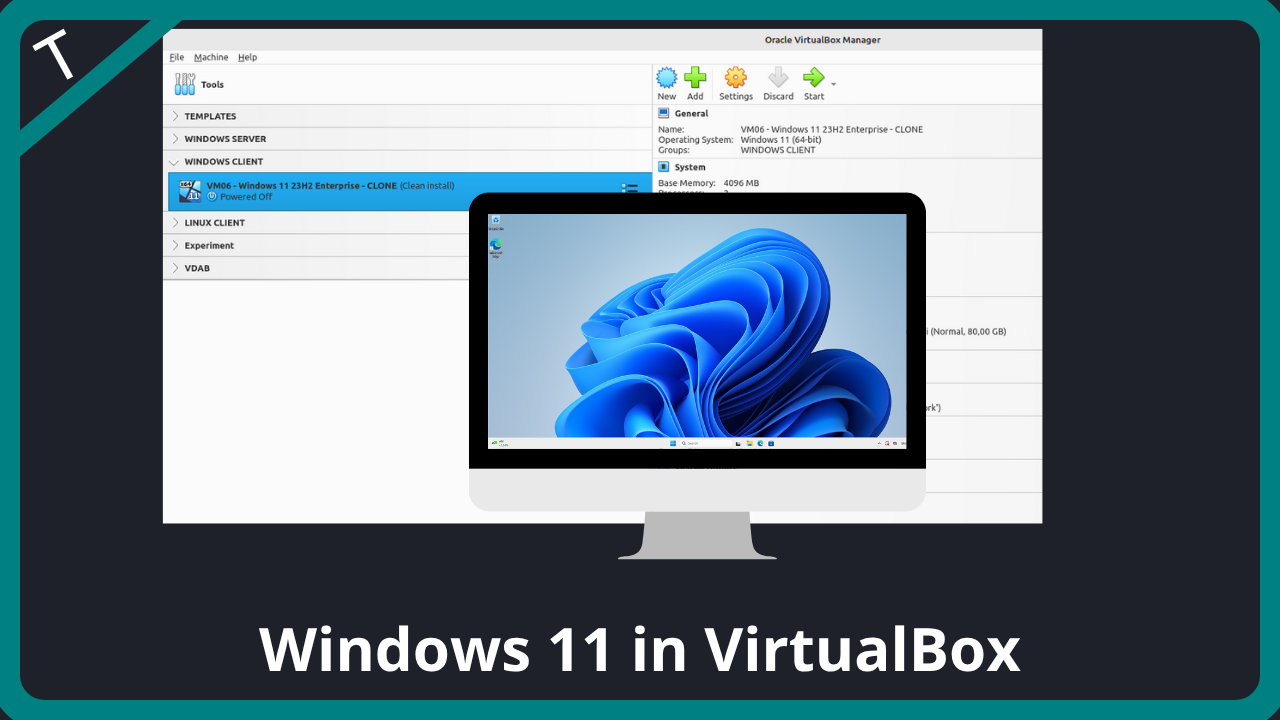 T
Oracle VirtualBox Manager
File Machine Help
Tools
TEMPLATES
WINDOWS SERVER
WINDOWS CLIENT
VM06 - Windows 11 23H2 Enterprise - CLONE (Clean install)
Powered Off
LINUX CLIENT
Experiment
VDAB
New Add Settings Discard Start
General
Name: VM06 - Windows 11 23H2 Enterprise - CLONE
Operating System: Windows 11 (64-bit)
Groups: WINDOWS CLIENT
System
Base Memory: 4096 MB
i (Normal, 80,00 GB)
ork')
Search
Windows 11 in VirtualBox